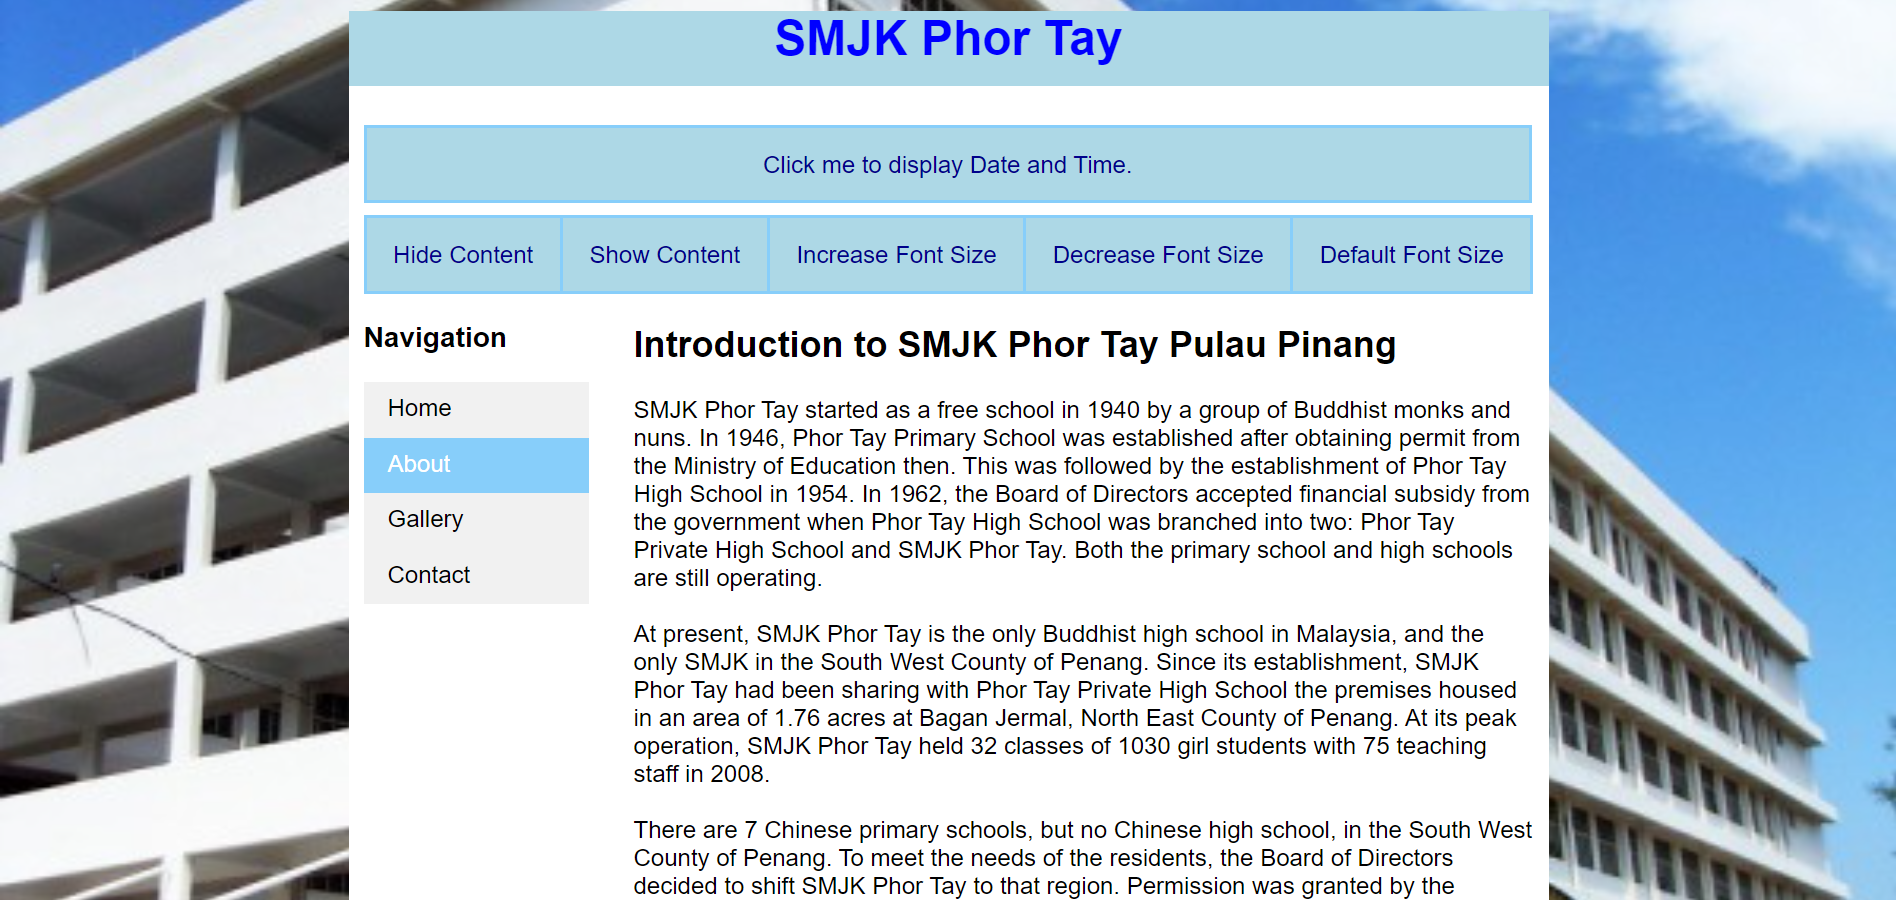 SMJK Phor Tay
Click me to display Date and Time.
Hide Content
Show Content
Increase Font Size
Decrease Font Size
Default Font Size
Navigation
Home
About
Gallery
Contact
Introduction to SMJK Phor Tay Pulau Pinang
SMJK Phor Tay started as a free school in 1940 by a group of Buddhist monks and
nuns. In 1946, Phor Tay Primary School was established after obtaining permit from
the Ministry of Education then. This was followed by the establishment of Phor Tay
High School in 1954. In 1962, the Board of Directors accepted financial subsidy from
the government when Phor Tay High School was branched into two: Phor Tay
Private High School and SMJK Phor Tay. Both the primary school and high schools
are still operating.
At present, SMJK Phor Tay is the only Buddhist high school in Malaysia, and the
only SMJK in the South West County of Penang. Since its establishment, SMJK
Phor Tay had been sharing with Phor Tay Private High School the premises housed
in an area of 1.76 acres at Bagan Jermal, North East County of Penang. At its peak
operation, SMJK Phor Tay held 32 classes of 1030 girl students with 75 teaching
staff in 2008.
There are 7 Chinese primary schools, but no Chinese high school, in the South West
County of Penang. To meet the needs of the residents, the Board of Directors
decided to shift SMJK Phor Tay to that region. Permission was granted by the